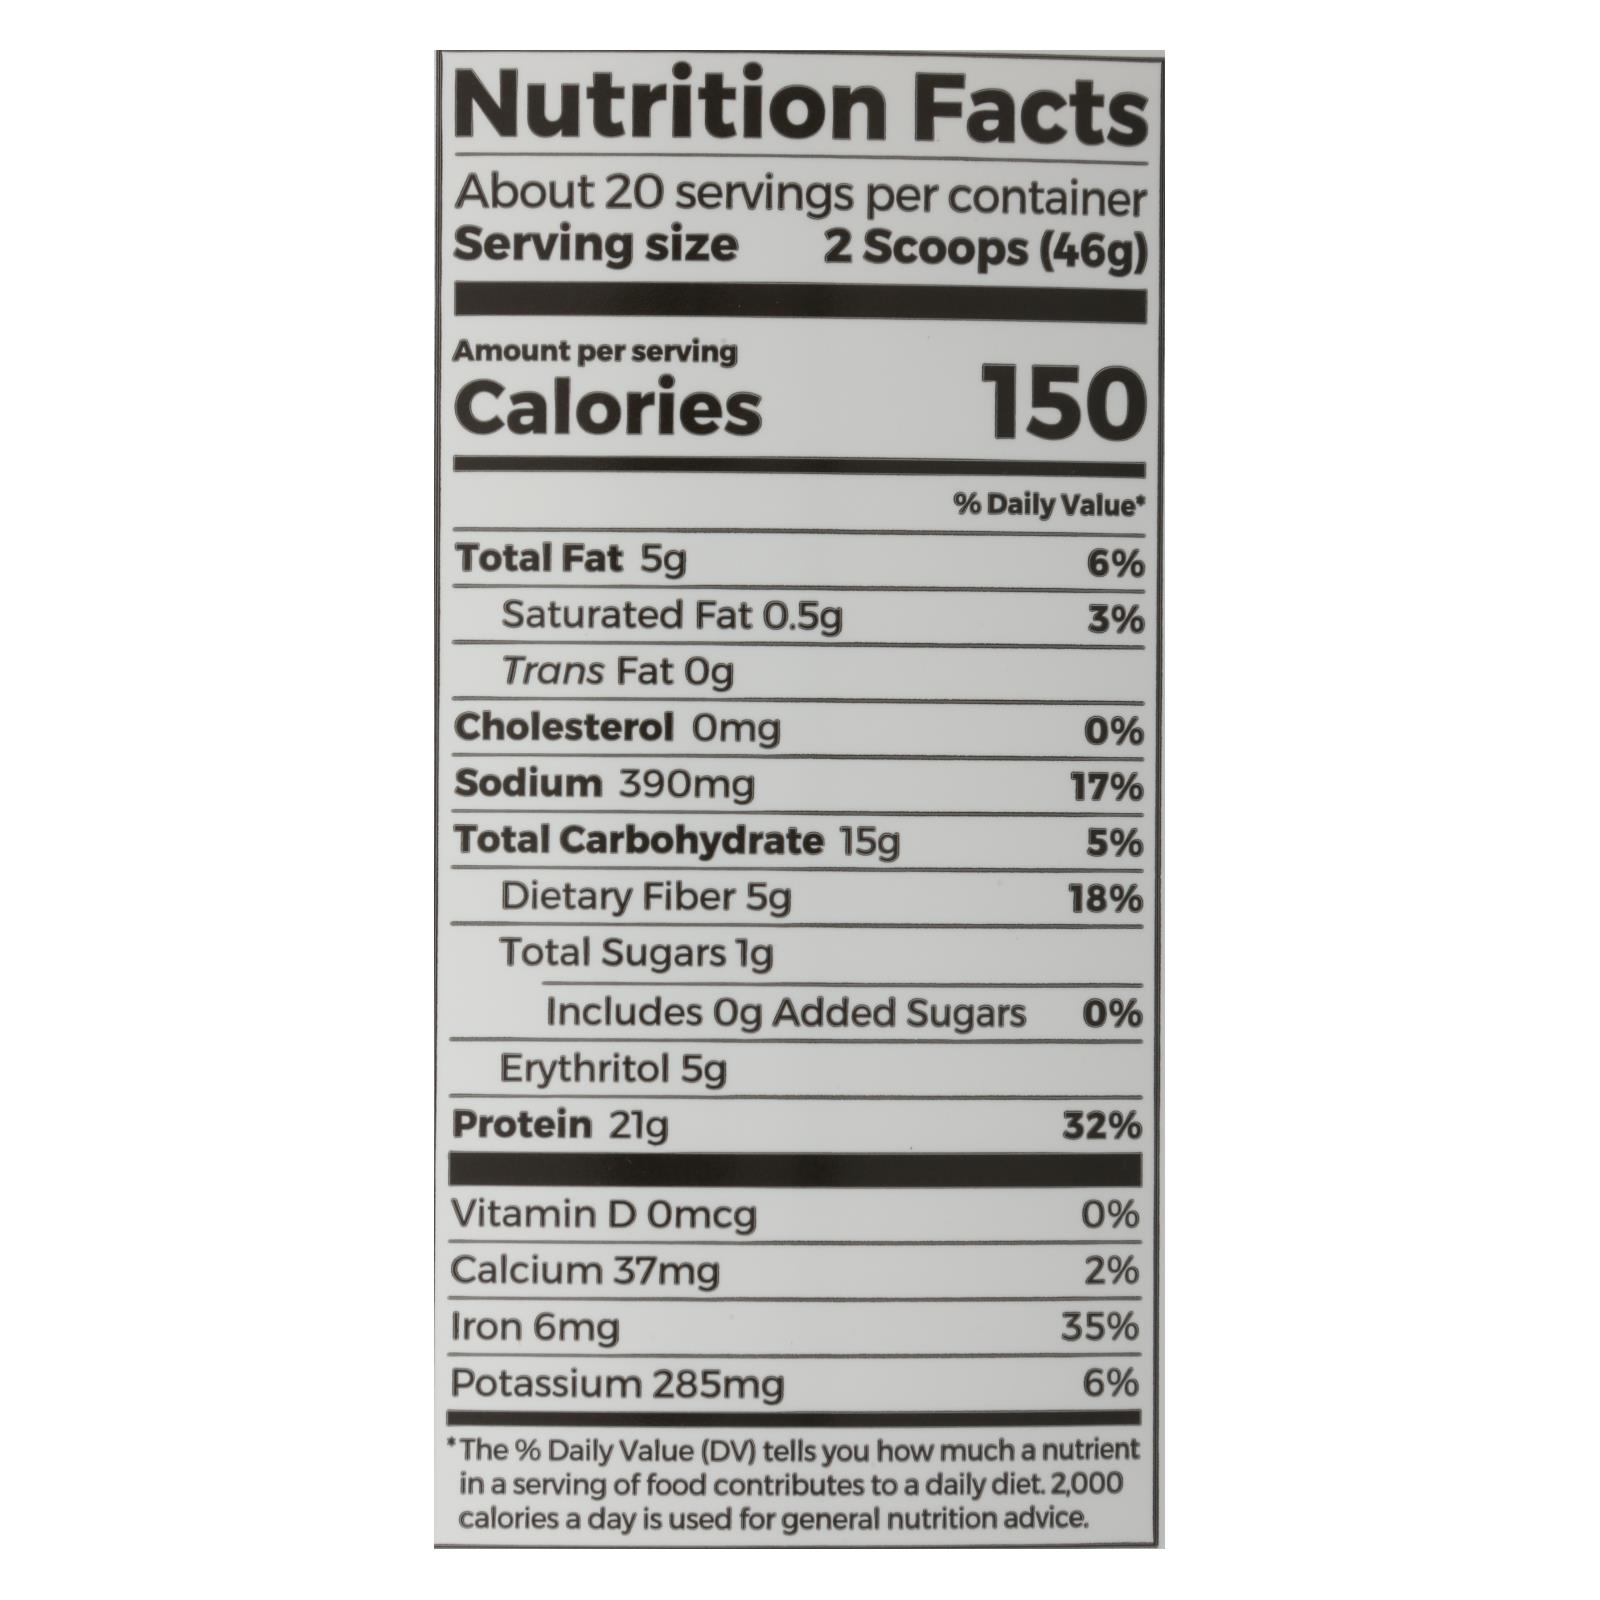 Nutrition Facts
About 20 servings per container
Serving size 2 Scoops (46g)
Amount per serving
Calories 150
% Daily Value*
Total Fat 5g 6%
Saturated Fat 0.5g 3%
Trans Fat 0g
Cholesterol 0mg 0%
Sodium 390mg 17%
Total Carbohydrate 15g 5%
Dietary Fiber 5g 18%
Total Sugars 1g
Includes 0g Added Sugars 0%
Erythritol 5g
Protein 21g 32%
Vitamin D 0mcg 0%
Calcium 37mg 2%
Iron 6mg 35%
Potassium 285mg 6%
*The % Daily Value (DV) tells you how much a nutrient
in a serving of food contributes to a daily diet. 2,000
calories a day is used for general nutrition advice.